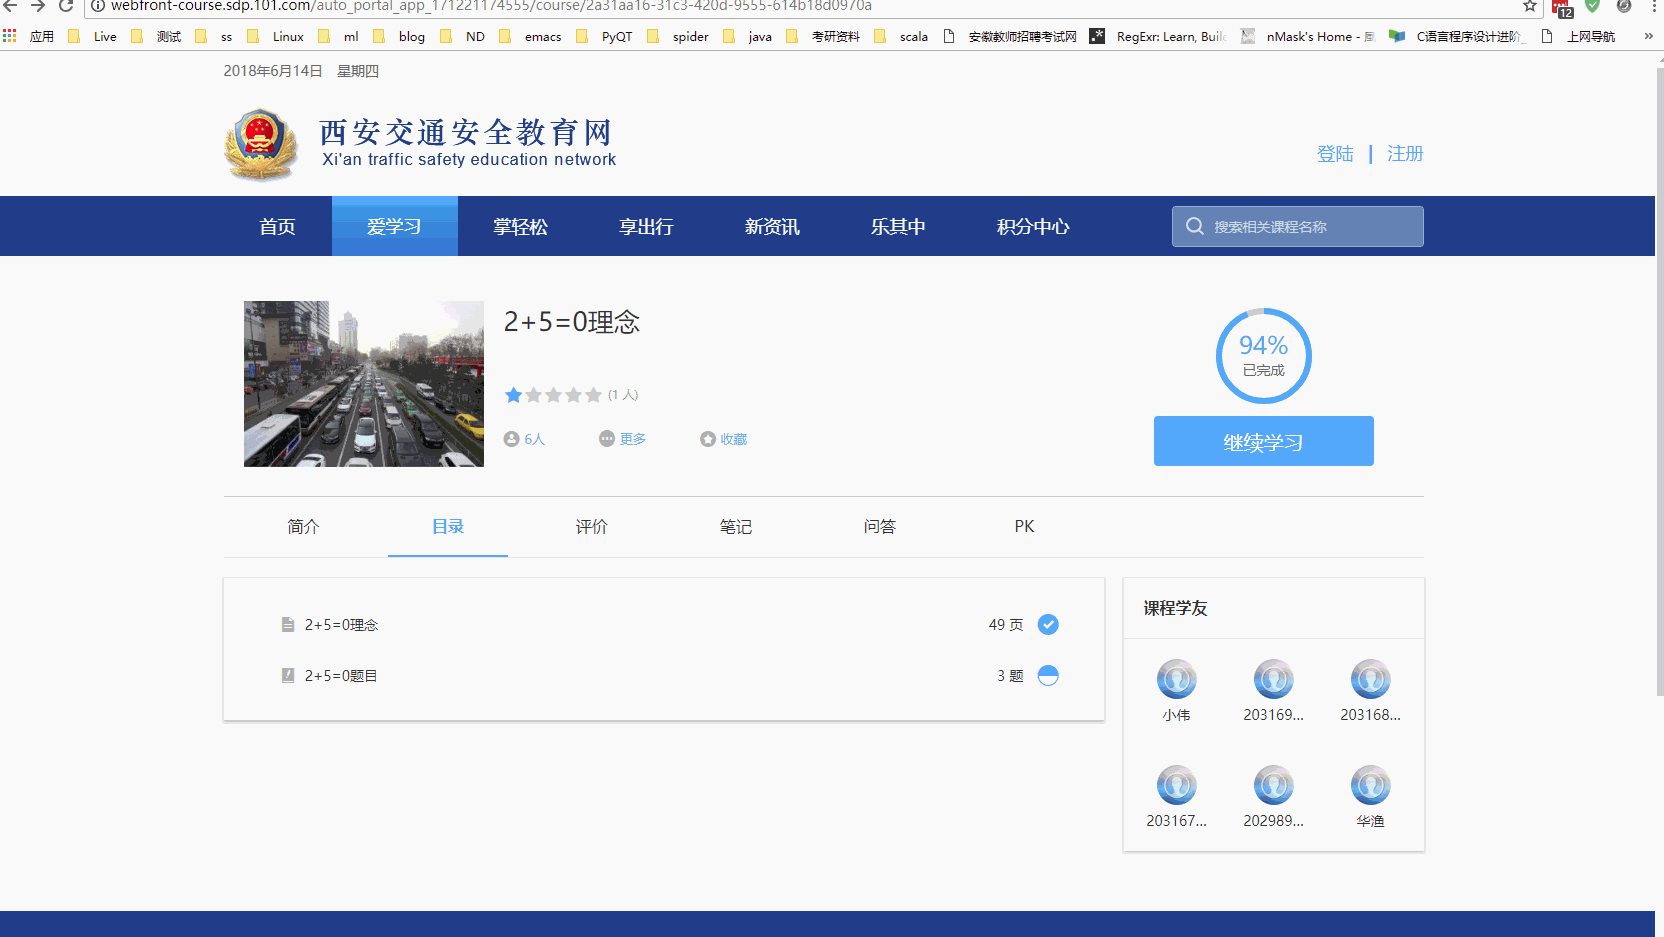 webfront-course.sdp.101.com/auto_portal_app_171221174555/course/2a31aa16-31c3-420d-9555-614b18d0970a
12
应用 Live 测试 ss Linux ml blog ND emacs PyQT spider java 考研资料 scala 安徽教师招聘考试网 RegExr: Learn, Buil nMask's Home - C语言程序设计进阶 上网导航 »
2018年6月14日 星期四
西安交通安全教育网
Xi'an traffic safety education network
登陆 | 注册
首页 爱学习 掌轻松 享出行 新资讯 乐其中 积分中心 搜索相关课程名称
2+5=0理念
(1 人)
6人 更多 收藏
94%
已完成
继续学习
简介 目录 评价 笔记 问答 PK
2+5=0理念 49 页
2+5=0题目 3 题
课程学友
小伟 203169... 203168...
203167... 202989... 华渔